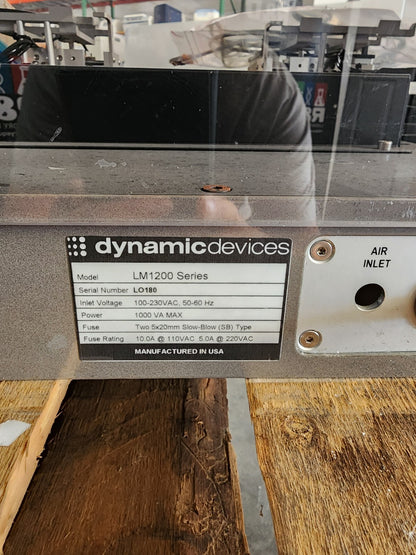 dynamicdevices
Model LM1200 Series
Serial Number LO180
Inlet Voltage 100-230VAC, 50-60 Hz
Power 1000 VA MAX
Fuse Two 5x20mm Slow-Blow (SB) Type
Fuse Rating 10.0A @ 110VAC 5.0A @ 220VAC
MANUFACTURED IN USA
AIR
INLET